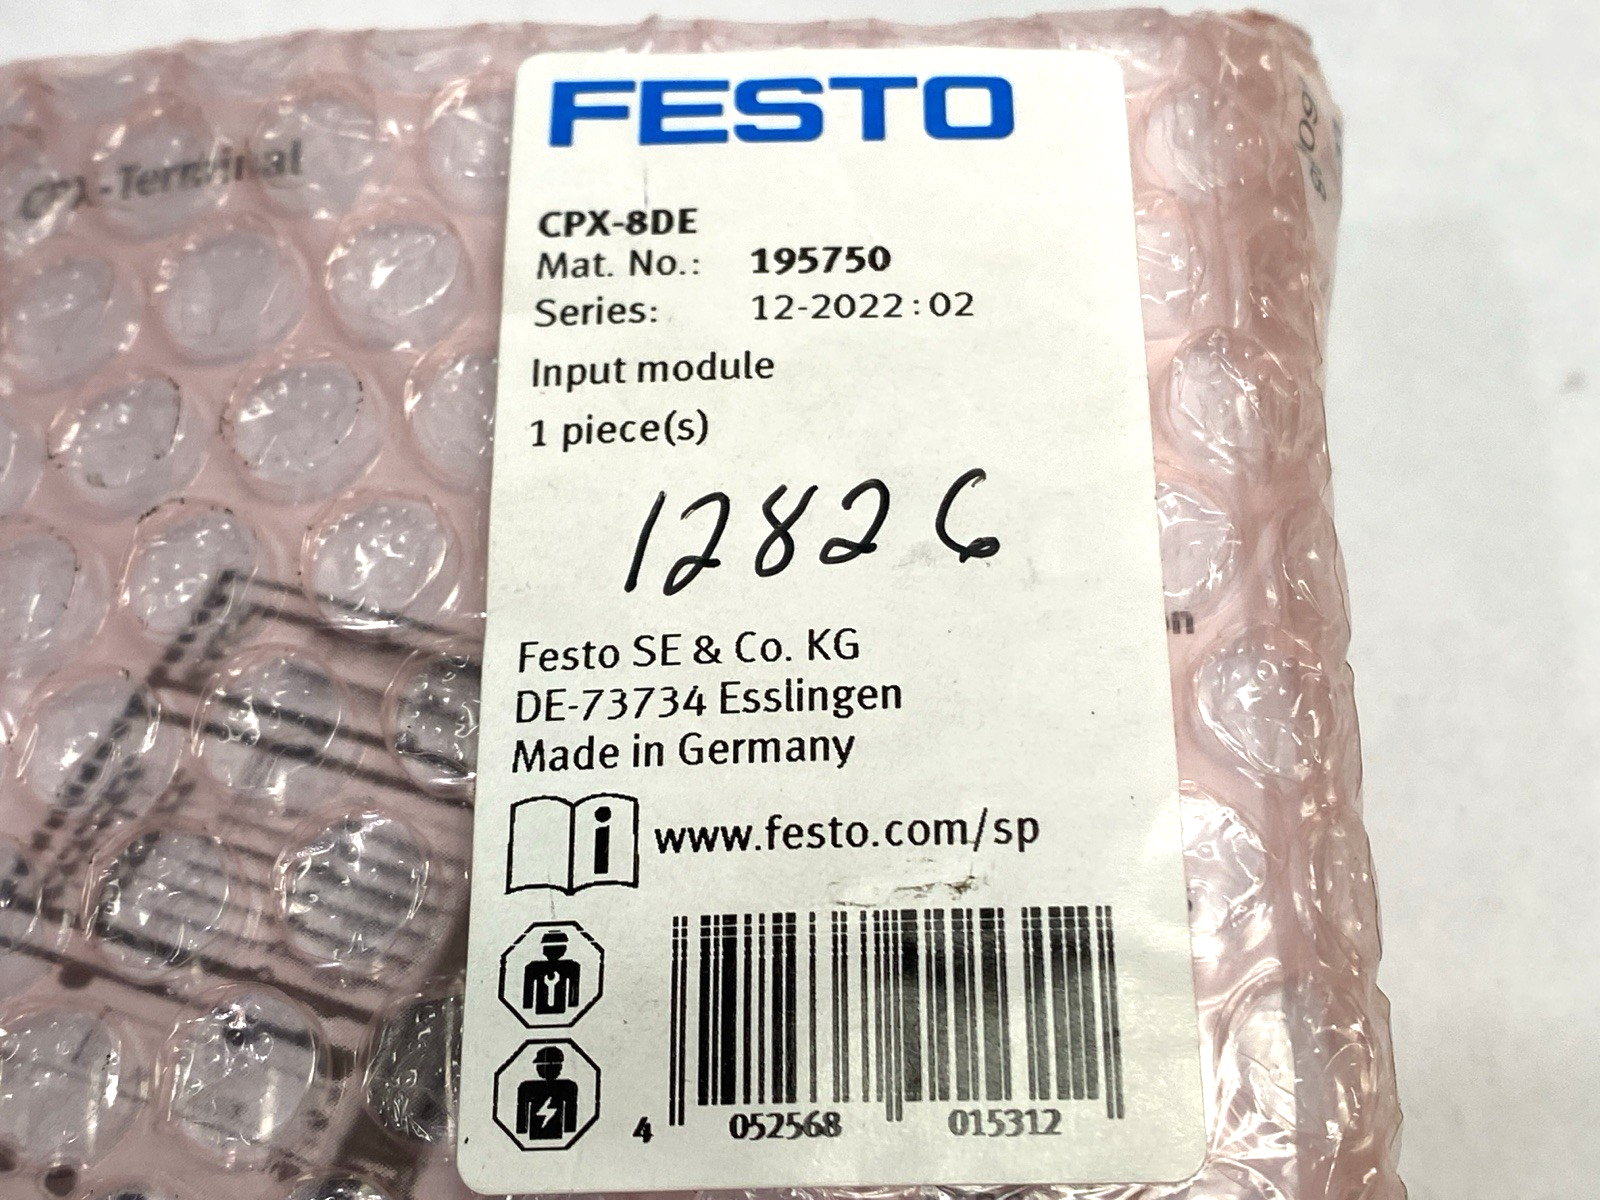 CPX-Terminal
FESTO
CPX-8DE
Mat. No.: 195750
Series: 12-2022:02
Input module
1 piece(s)
12826
Festo SE & Co. KG
DE-73734 Esslingen
Made in Germany
i www.festo.com/sp
4 052568 015312